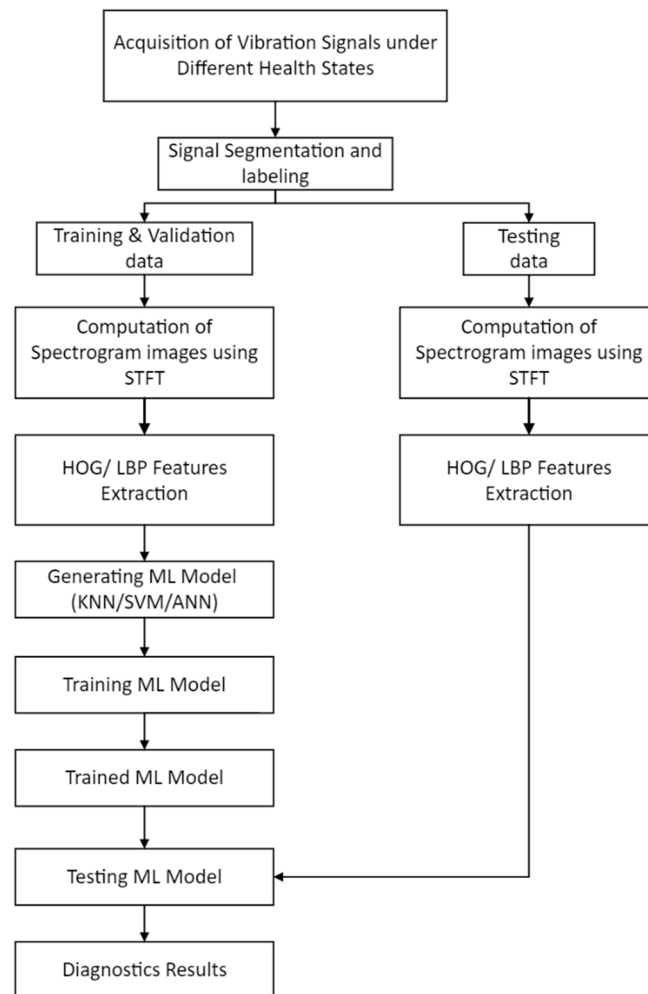 Acquisition of Vibration Signals under
Different Health States
Signal Segmentation and
labeling
Training & Validation
data
Testing
data
Computation of
Spectrogram images using
STFT
Computation of
Spectrogram images using
STFT
HOG/ LBP Features
Extraction
HOG/ LBP Features
Extraction
Generating ML Model
(KNN/SVM/ANN)
Training ML Model
Trained ML Model
Testing ML Model
Diagnostics Results